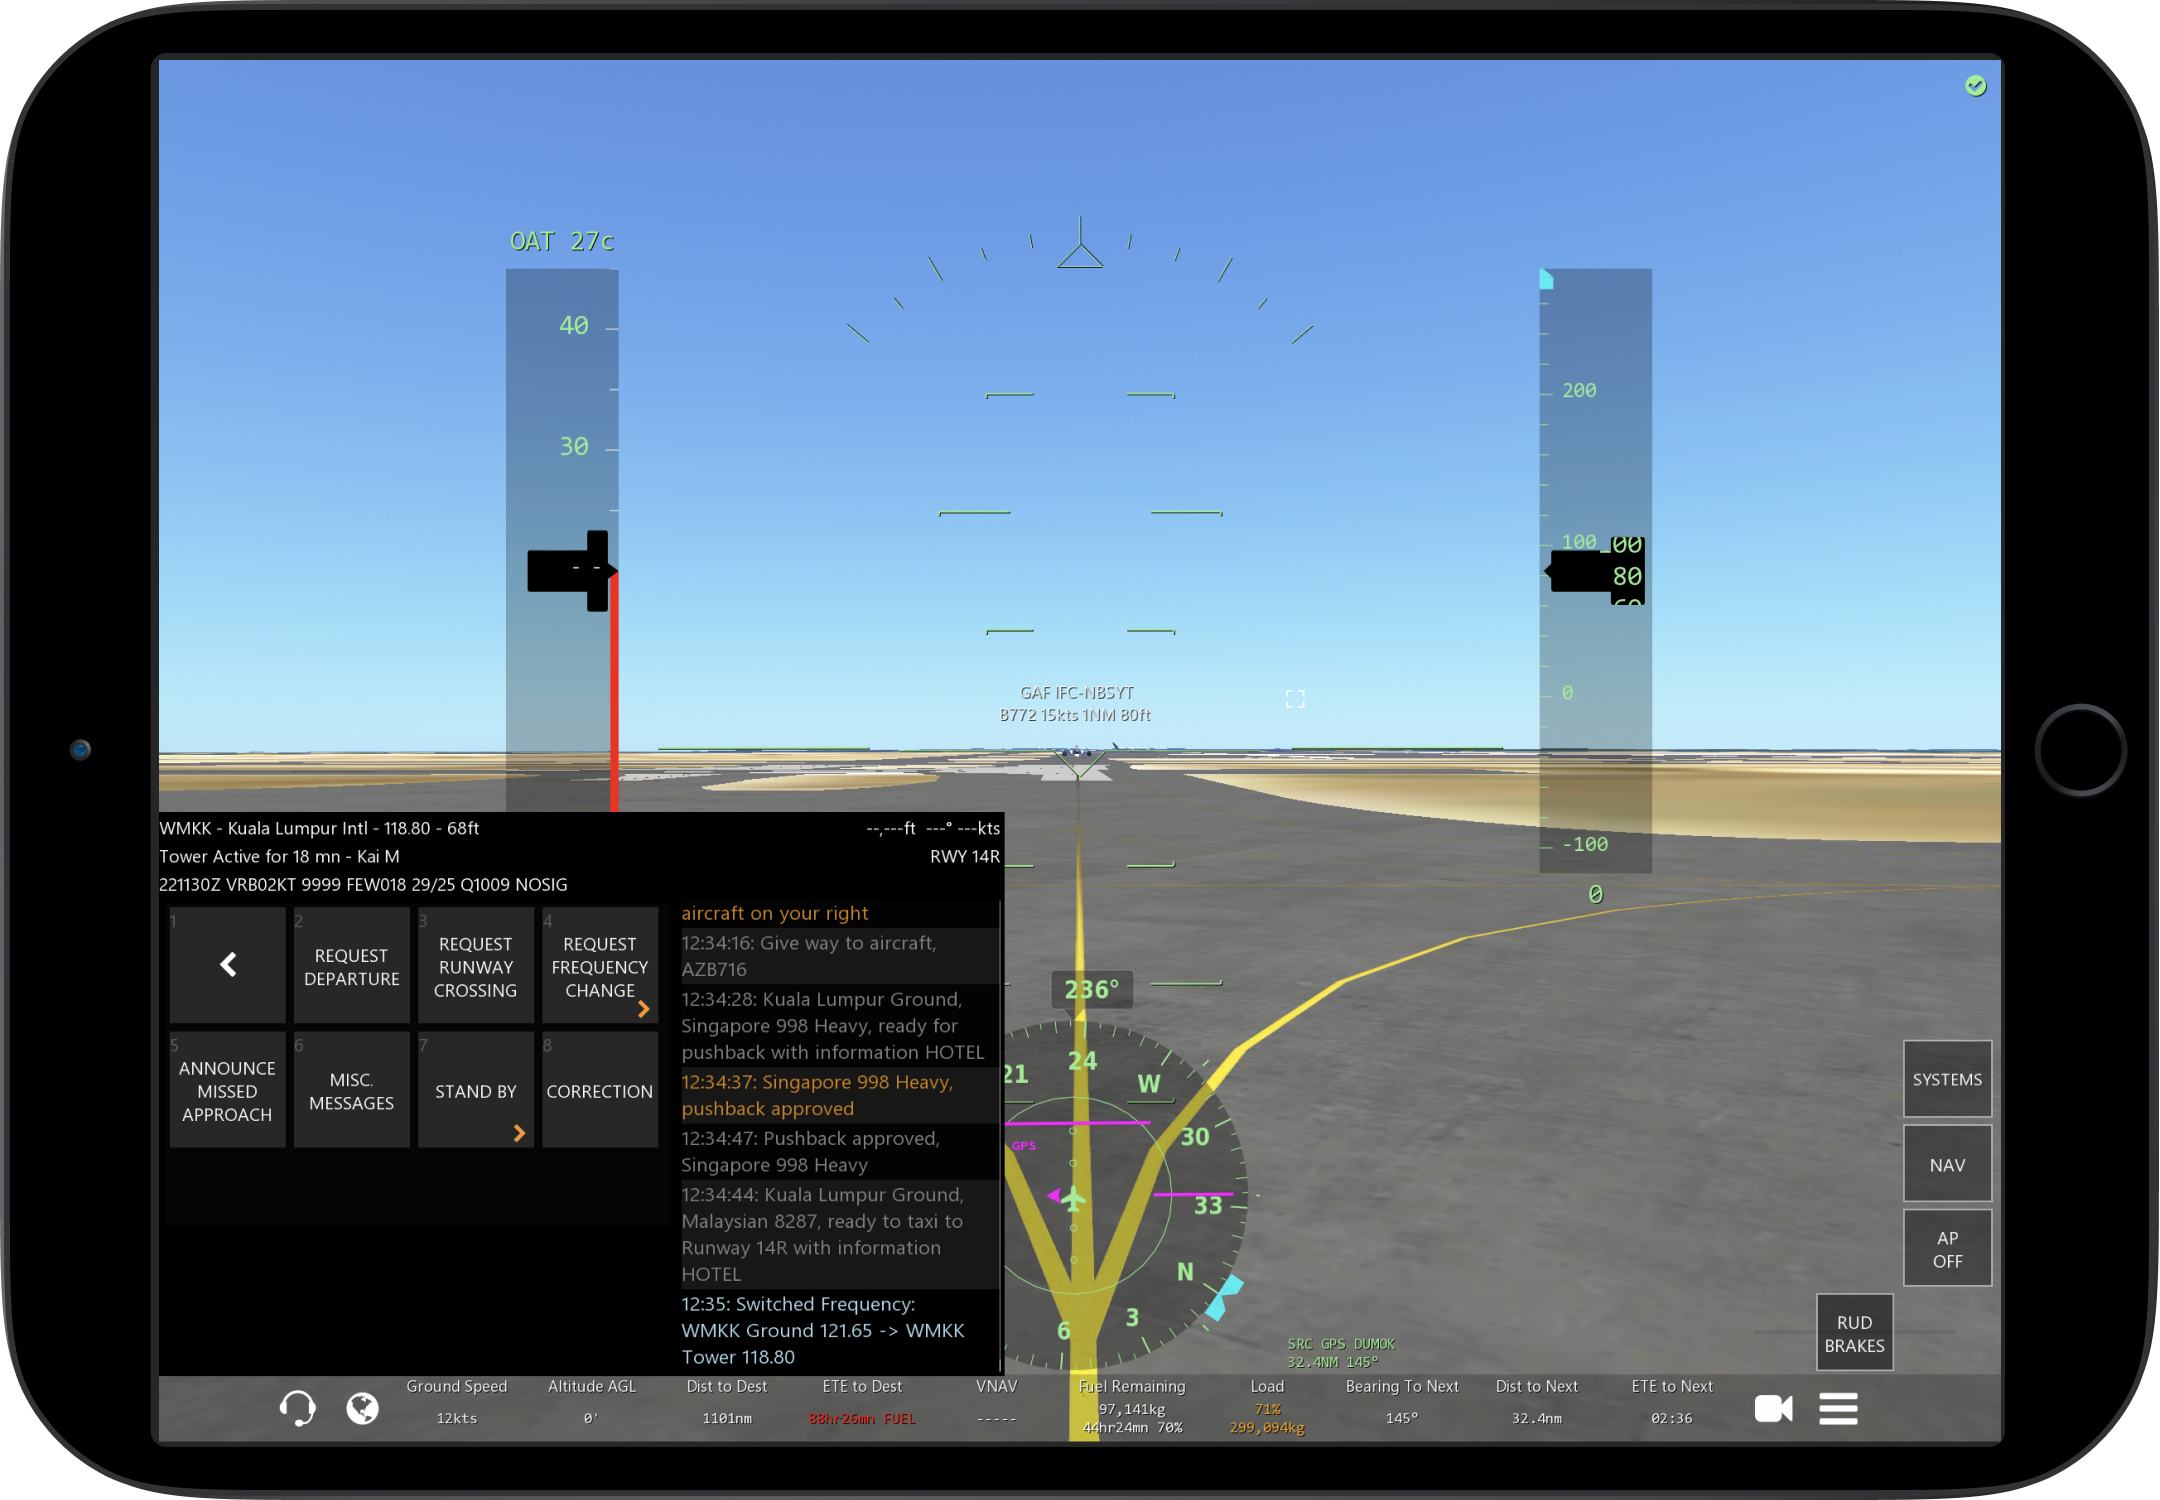 OAT 27c
40
30
- -
200
100
100
80
60
0
-100
0
GAF IFC-NBSYT
B772 15kts 1NM 80ft
WMKK - Kuala Lumpur Intl - 118.80 - 68ft
--,---ft ---° ---kts
Tower Active for 18 mn - Kai M
RWY 14R
221130Z VRB02KT 9999 FEW018 29/25 Q1009 NOSIG
1
2
REQUEST
DEPARTURE
3
REQUEST
RUNWAY
CROSSING
4
REQUEST
FREQUENCY
CHANGE
5
ANNOUNCE
MISSED
APPROACH
6
MISC.
MESSAGES
7
STAND BY
8
CORRECTION
aircraft on your right
12:34:16: Give way to aircraft,
AZB716
12:34:28: Kuala Lumpur Ground,
Singapore 998 Heavy, ready for
pushback with information HOTEL
12:34:37: Singapore 998 Heavy,
pushback approved
12:34:47: Pushback approved,
Singapore 998 Heavy
12:34:44: Kuala Lumpur Ground,
Malaysian 8287, ready to taxi to
Runway 14R with information
HOTEL
12:35: Switched Frequency:
WMKK Ground 121.65 -> WMKK
Tower 118.80
236°
21
24
W
30
33
N
3
6
GPS
SRC GPS DUMOK
32.4NM 145°
SYSTEMS
NAV
AP
OFF
RUD
BRAKES
Ground Speed
12kts
Altitude AGL
0'
Dist to Dest
1101nm
ETE to Dest
88hr26mn FUEL
VNAV
-----
Fuel Remaining
97,141kg
44hr24mn 70%
Load
71%
299,094kg
Bearing To Next
145°
Dist to Next
32.4nm
ETE to Next
02:36